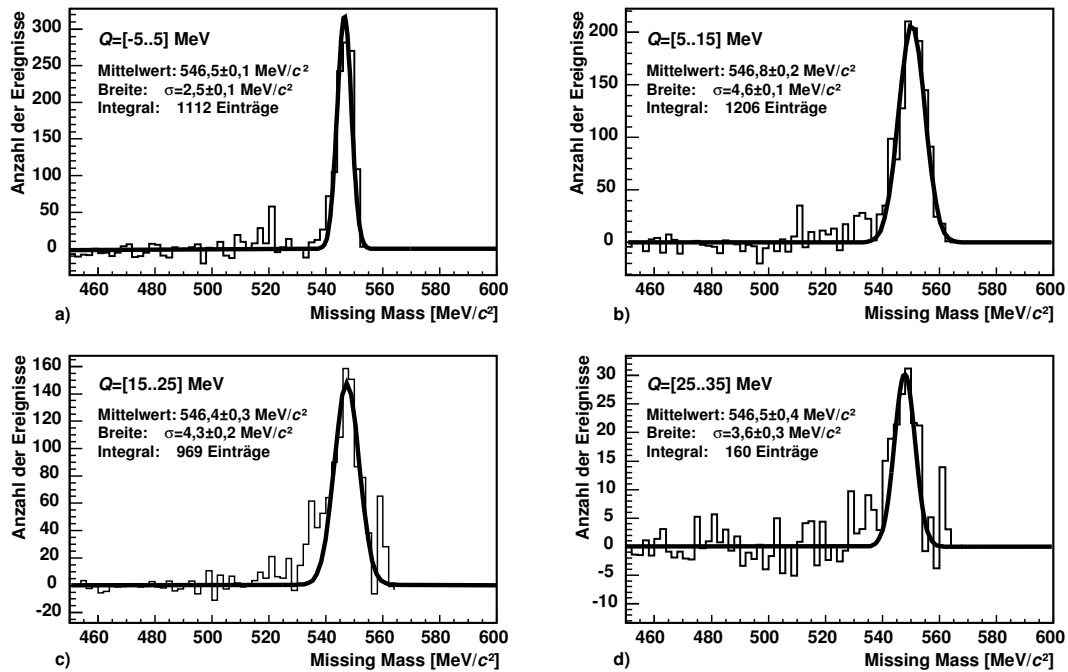 Anzahl der Ereignisse
300
250
200
150
100
50
0
Q=[-5..5] MeV
Mittelwert: 546,5±0,1 MeV/c²
Breite: σ=2,5±0,1 MeV/c²
Integral: 1112 Einträge
460 480 500 520 540 560 580 600
a) Missing Mass [MeV/c²]
Anzahl der Ereignisse
200
150
100
50
0
Q=[5..15] MeV
Mittelwert: 546,8±0,2 MeV/c²
Breite: σ=4,6±0,1 MeV/c²
Integral: 1206 Einträge
460 480 500 520 540 560 580 600
b) Missing Mass [MeV/c²]
Anzahl der Ereignisse
160
140
120
100
80
60
40
20
0
-20
Q=[15..25] MeV
Mittelwert: 546,4±0,3 MeV/c²
Breite: σ=4,3±0,2 MeV/c²
Integral: 969 Einträge
460 480 500 520 540 560 580 600
c) Missing Mass [MeV/c²]
Anzahl der Ereignisse
30
25
20
15
10
5
0
-5
-10
Q=[25..35] MeV
Mittelwert: 546,5±0,4 MeV/c²
Breite: σ=3,6±0,3 MeV/c²
Integral: 160 Einträge
460 480 500 520 540 560 580 600
d) Missing Mass [MeV/c²]